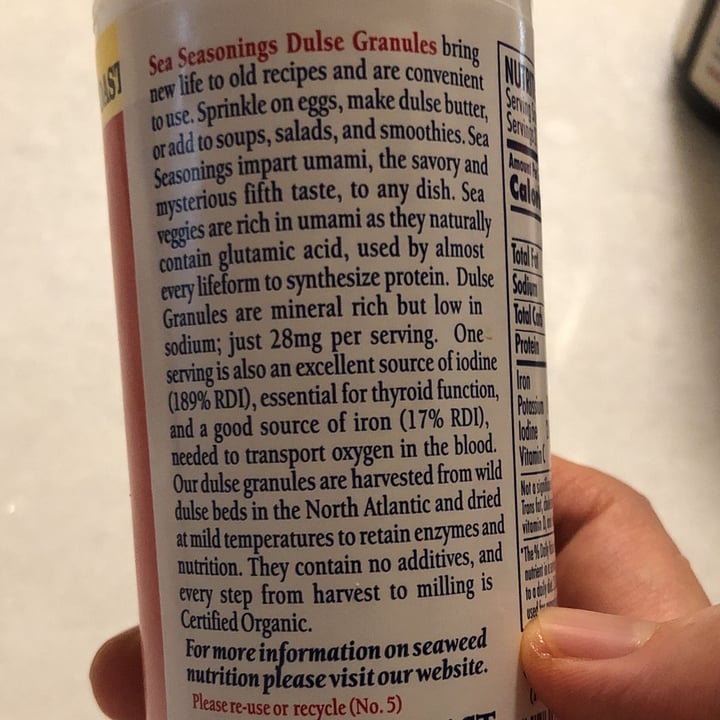 Sea Seasonings Dulse Granules bring
new life to old recipes and are convenient
to use. Sprinkle on eggs, make dulse butter,
or add to soups, salads, and smoothies. Sea
Seasonings impart umami, the savory and
mysterious fifth taste, to any dish. Sea
veggies are rich in umami as they naturally
contain glutamic acid, used by almost
every lifeform to synthesize protein. Dulse
Granules are mineral rich but low in
sodium; just 28mg per serving. One
serving is also an excellent source of iodine
(189% RDI), essential for thyroid function,
and a good source of iron (17% RDI),
needed to transport oxygen in the blood.
Our dulse granules are harvested from wild
dulse beds in the North Atlantic and dried
at mild temperatures to retain enzymes and
nutrition. They contain no additives, and
every step from harvest to milling is
Certified Organic.
For more information on seaweed
nutrition please visit our website.
Please re-use or recycle (No. 5)
Total
Sodium
Total
Protein
Iron
Potassium
Iodine
Vitamin C
Not a